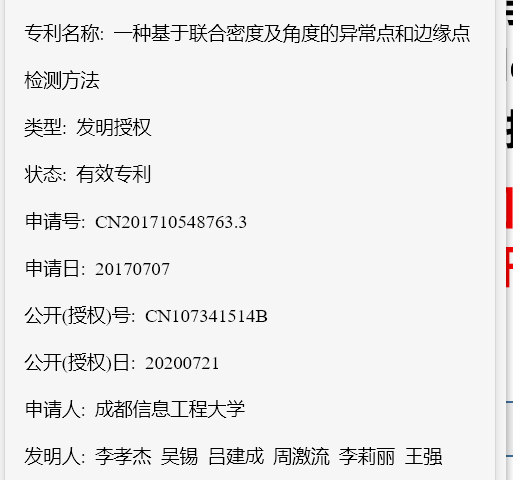 专利名称: 一种基于联合密度及角度的异常点和边缘点
检测方法
类型: 发明授权
状态: 有效专利
申请号: CN201710548763.3
申请日: 20170707
公开(授权)号: CN107341514B
公开(授权)日: 20200721
申请人: 成都信息工程大学
发明人: 李孝杰 吴锡 吕建成 周激流 李莉丽 王强